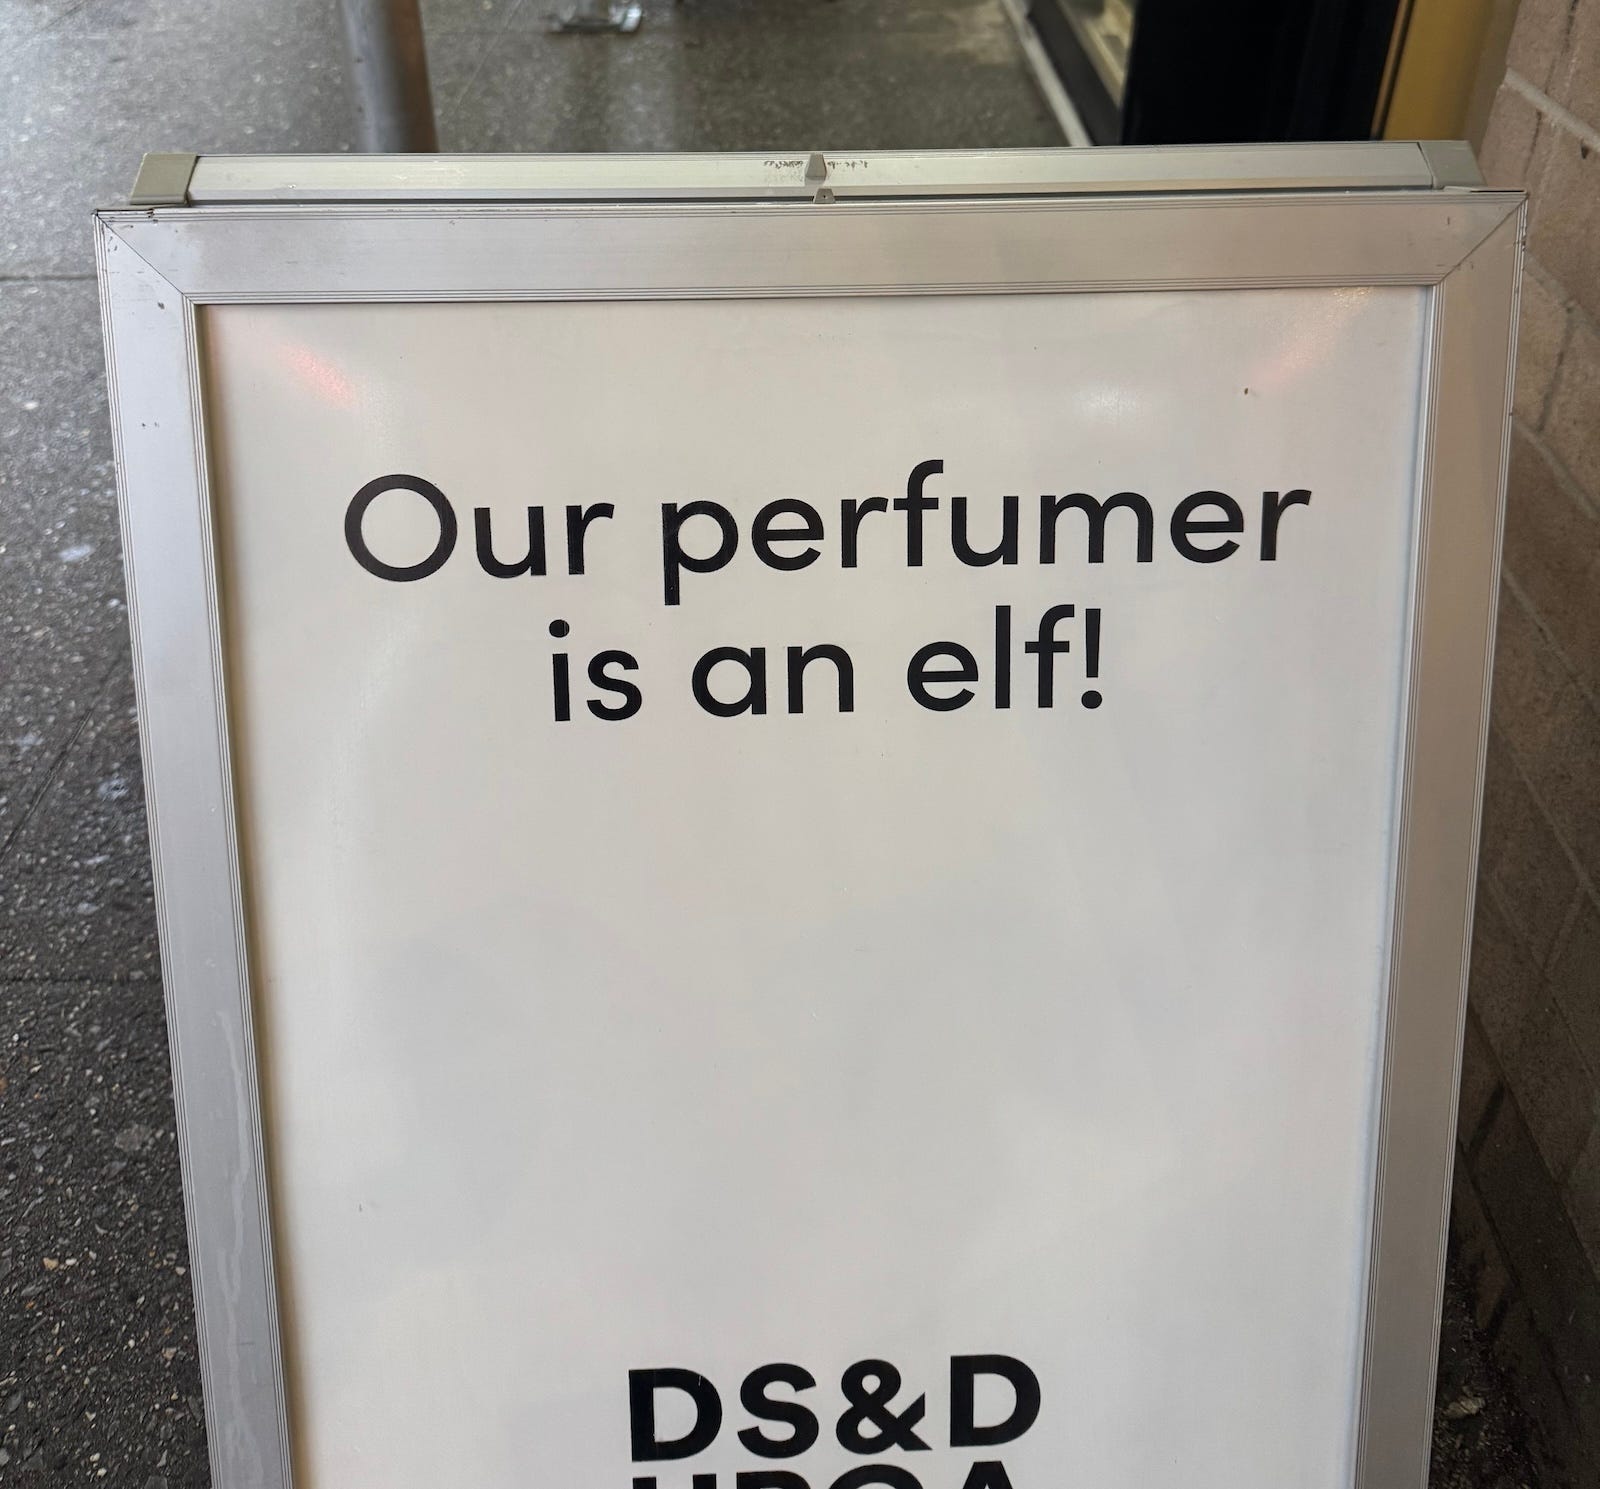 Our perfumer
is an elf!
DS&D